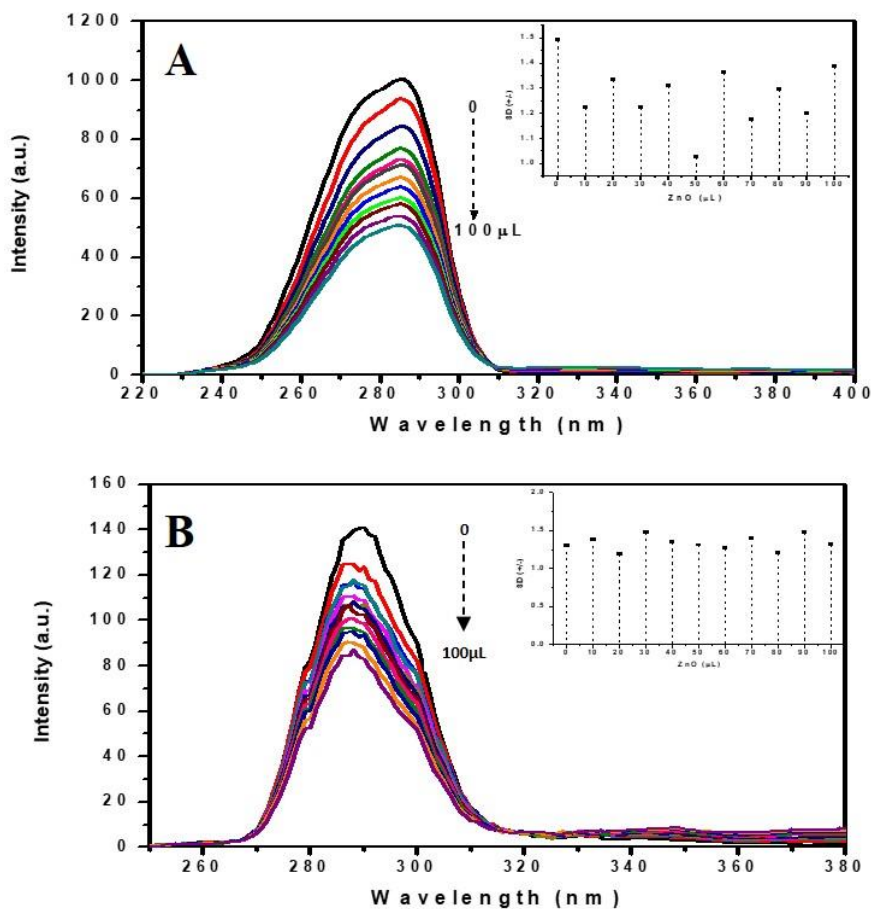 A
1200
1000
800
600
400
200
0
Intensity (a.u.)
220 240 260 280 300 320 340 360 380 400
Wavelength (nm)
0
100 µL
1.5
1.4
1.3
1.2
1.1
1.0
SD (+/-)
0 10 20 30 40 50 60 70 80 90 100
ZnO (µL)
B
160
140
120
100
80
60
40
20
0
Intensity (a.u.)
260 280 300 320 340 360 380
Wavelength (nm)
0
100µL
2.0
1.5
1.0
0.5
0.0
SD (+/-)
0 10 20 30 40 50 60 70 80 90 100
ZnO (µL)